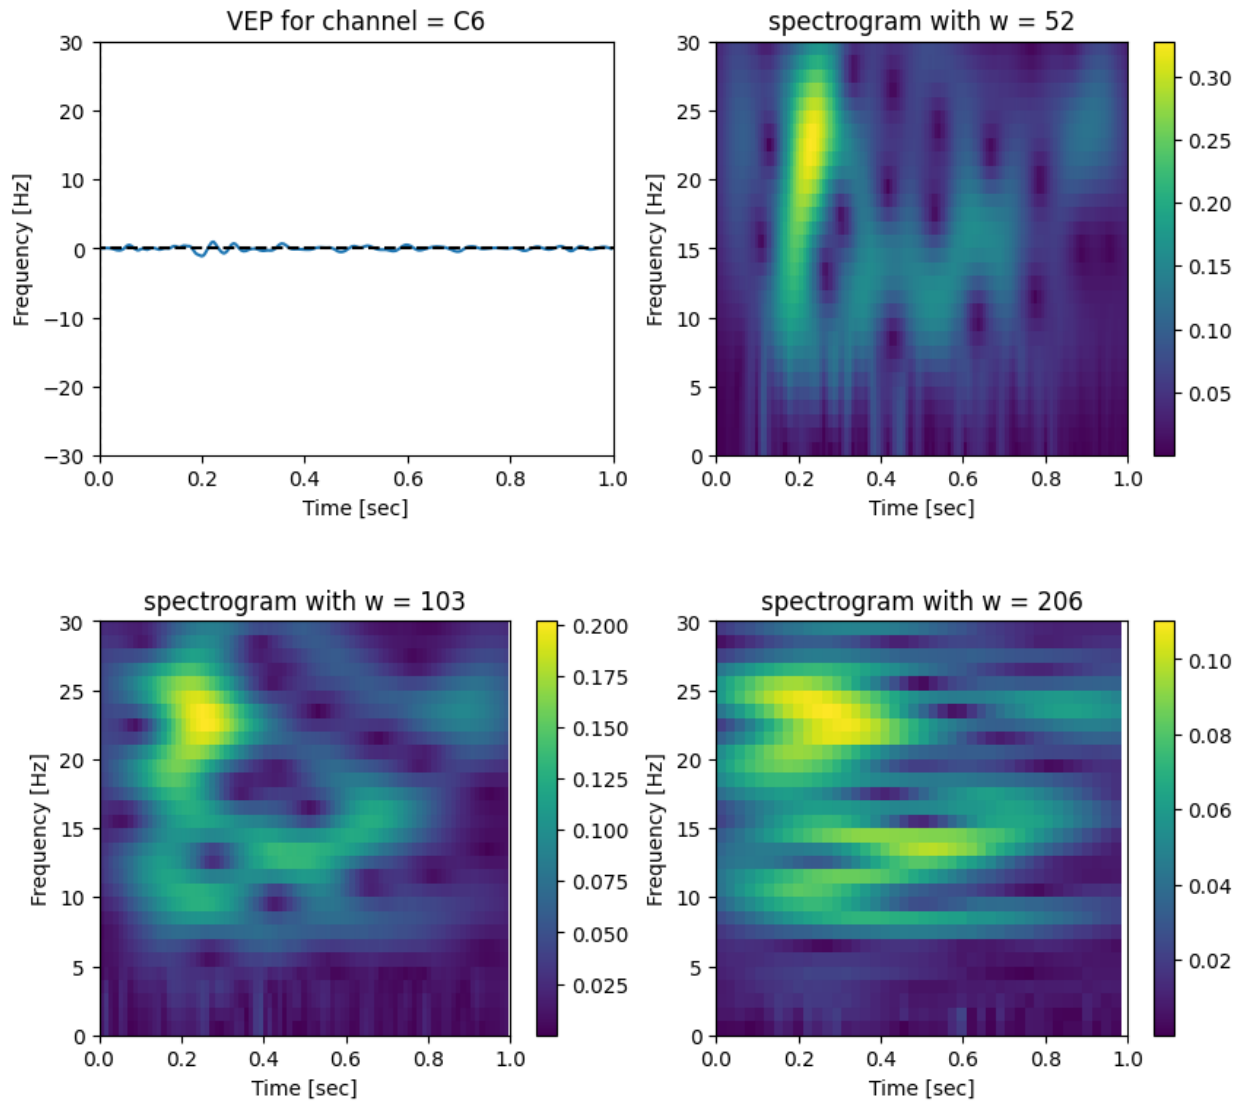 VEP for channel = C6
Frequency [Hz]
30
20
10
0
−10
−20
−30
0.0 0.2 0.4 0.6 0.8 1.0
Time [sec]
spectrogram with w = 52
Frequency [Hz]
30
25
20
15
10
5
0
0.0 0.2 0.4 0.6 0.8 1.0
Time [sec]
0.30
0.25
0.20
0.15
0.10
0.05
spectrogram with w = 103
Frequency [Hz]
30
25
20
15
10
5
0
0.0 0.2 0.4 0.6 0.8 1.0
Time [sec]
0.200
0.175
0.150
0.125
0.100
0.075
0.050
0.025
spectrogram with w = 206
Frequency [Hz]
30
25
20
15
10
5
0
0.0 0.2 0.4 0.6 0.8 1.0
Time [sec]
0.10
0.08
0.06
0.04
0.02